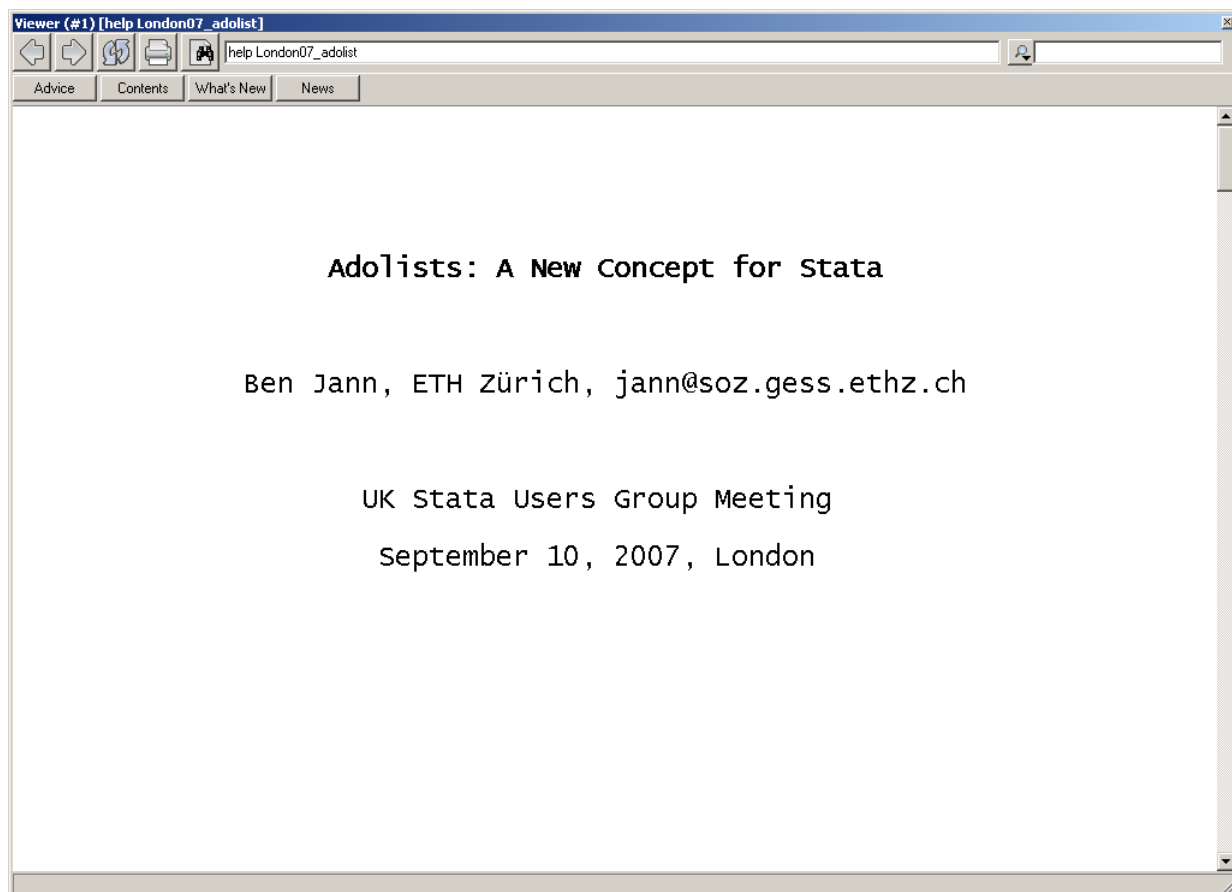 Viewer (#1) [help London07_adolist]
help London07_adolist
Advice Contents What's New News
Adolists: A New Concept for Stata
Ben Jann, ETH Zürich, jann@soz.gess.ethz.ch
UK Stata Users Group Meeting
September 10, 2007, London